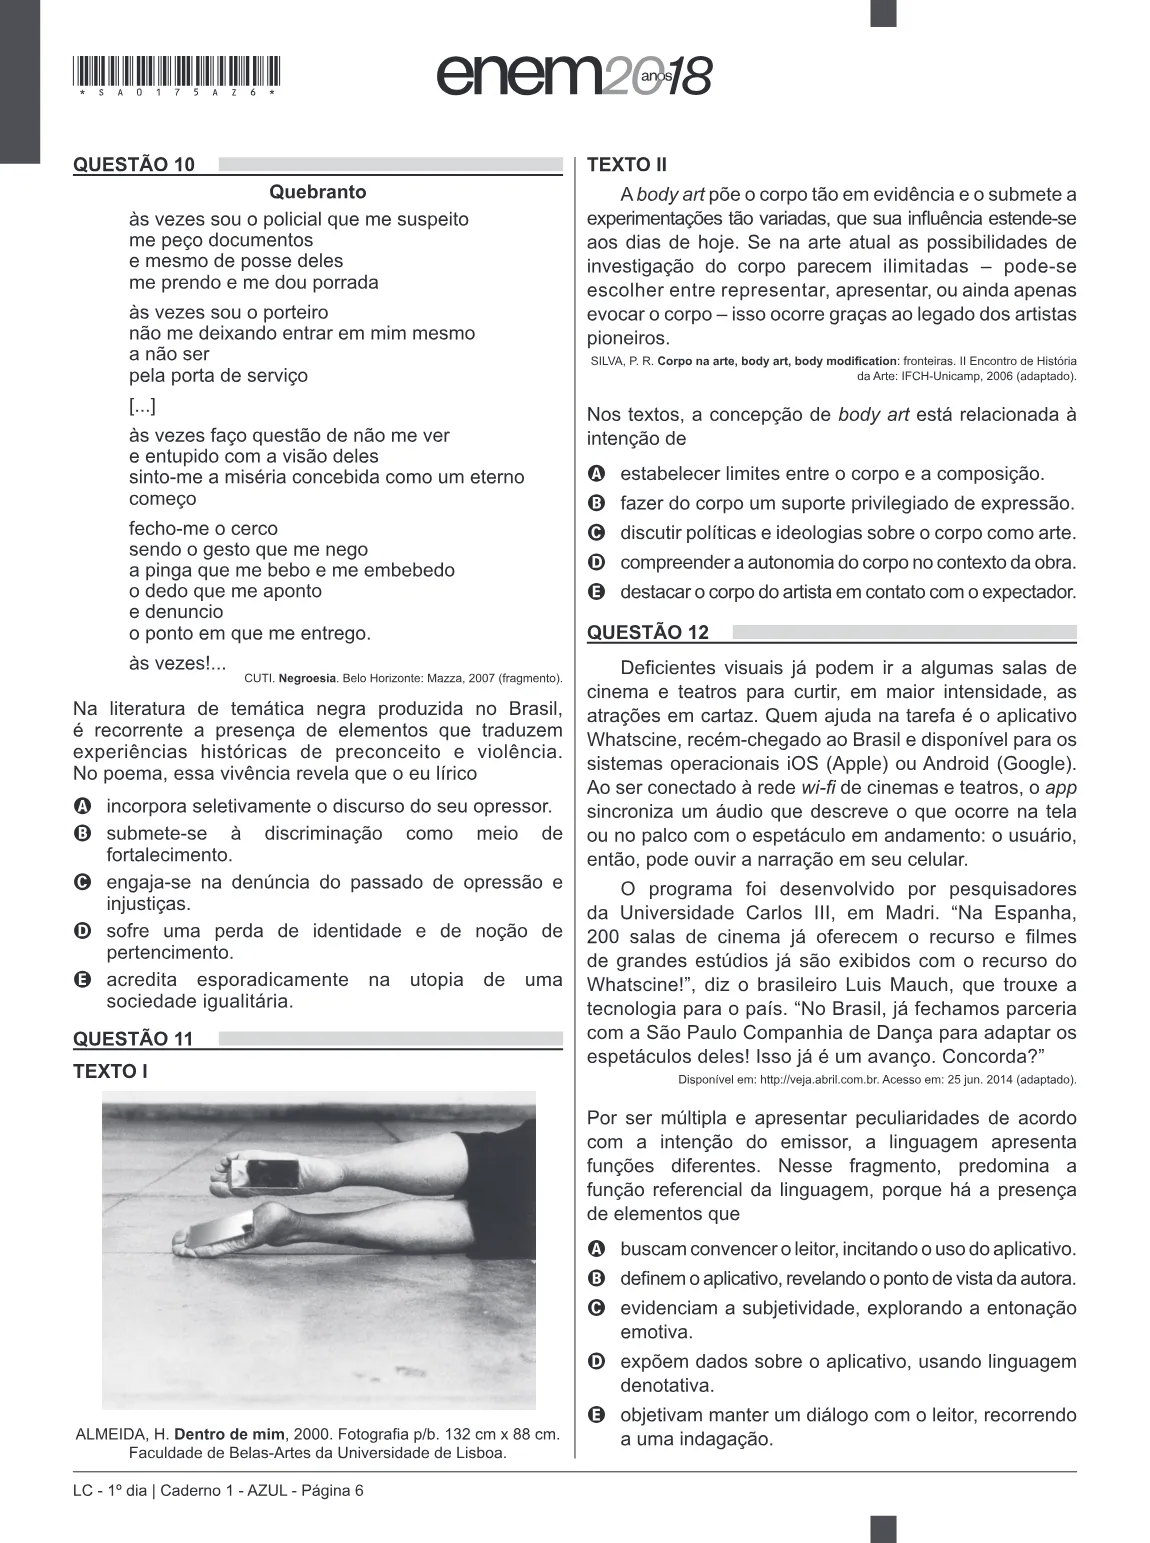 *SA0175AZ6*
enem20anos18
QUESTÃO 10
Quebranto
às vezes sou o policial que me suspeito
me peço documentos
e mesmo de posse deles
me prendo e me dou porrada
às vezes sou o porteiro
não me deixando entrar em mim mesmo
a não ser
pela porta de serviço
[...]
às vezes faço questão de não me ver
e entupido com a visão deles
sinto-me a miséria concebida como um eterno
começo
fecho-me o cerco
sendo o gesto que me nego
a pinga que me bebo e me embebedo
o dedo que me aponto
e denuncio
o ponto em que me entrego.
às vezes!...
CUTI. Negroesia. Belo Horizonte: Mazza, 2007 (fragmento).
Na literatura de temática negra produzida no Brasil,
é recorrente a presença de elementos que traduzem
experiências históricas de preconceito e violência.
No poema, essa vivência revela que o eu lírico
A incorpora seletivamente o discurso do seu opressor.
B submete-se à discriminação como meio de
fortalecimento.
C engaja-se na denúncia do passado de opressão e
injustiças.
D sofre uma perda de identidade e de noção de
pertencimento.
E acredita esporadicamente na utopia de uma
sociedade igualitária.
QUESTÃO 11
TEXTO I
ALMEIDA, H. Dentro de mim, 2000. Fotografia p/b. 132 cm x 88 cm.
Faculdade de Belas-Artes da Universidade de Lisboa.
TEXTO II
A body art põe o corpo tão em evidência e o submete a
experimentações tão variadas, que sua influência estende-se
aos dias de hoje. Se na arte atual as possibilidades de
investigação do corpo parecem ilimitadas – pode-se
escolher entre representar, apresentar, ou ainda apenas
evocar o corpo – isso ocorre graças ao legado dos artistas
pioneiros.
SILVA, P. R. Corpo na arte, body art, body modification: fronteiras. II Encontro de História
da Arte: IFCH-Unicamp, 2006 (adaptado).
Nos textos, a concepção de body art está relacionada à
intenção de
A estabelecer limites entre o corpo e a composição.
B fazer do corpo um suporte privilegiado de expressão.
C discutir políticas e ideologias sobre o corpo como arte.
D compreender a autonomia do corpo no contexto da obra.
E destacar o corpo do artista em contato com o expectador.
QUESTÃO 12
Deficientes visuais já podem ir a algumas salas de
cinema e teatros para curtir, em maior intensidade, as
atrações em cartaz. Quem ajuda na tarefa é o aplicativo
Whatscine, recém-chegado ao Brasil e disponível para os
sistemas operacionais iOS (Apple) ou Android (Google).
Ao ser conectado à rede wi-fi de cinemas e teatros, o app
sincroniza um áudio que descreve o que ocorre na tela
ou no palco com o espetáculo em andamento: o usuário,
então, pode ouvir a narração em seu celular.
O programa foi desenvolvido por pesquisadores
da Universidade Carlos III, em Madri. “Na Espanha,
200 salas de cinema já oferecem o recurso e filmes
de grandes estúdios já são exibidos com o recurso do
Whatscine!”, diz o brasileiro Luis Mauch, que trouxe a
tecnologia para o país. “No Brasil, já fechamos parceria
com a São Paulo Companhia de Dança para adaptar os
espetáculos deles! Isso já é um avanço. Concorda?”
Disponível em: http://veja.abril.com.br. Acesso em: 25 jun. 2014 (adaptado).
Por ser múltipla e apresentar peculiaridades de acordo
com a intenção do emissor, a linguagem apresenta
funções diferentes. Nesse fragmento, predomina a
função referencial da linguagem, porque há a presença
de elementos que
A buscam convencer o leitor, incitando o uso do aplicativo.
B definem o aplicativo, revelando o ponto de vista da autora.
C evidenciam a subjetividade, explorando a entonação
emotiva.
D expõem dados sobre o aplicativo, usando linguagem
denotativa.
E objetivam manter um diálogo com o leitor, recorrendo
a uma indagação.
LC - 1º dia | Caderno 1 - AZUL - Página 6